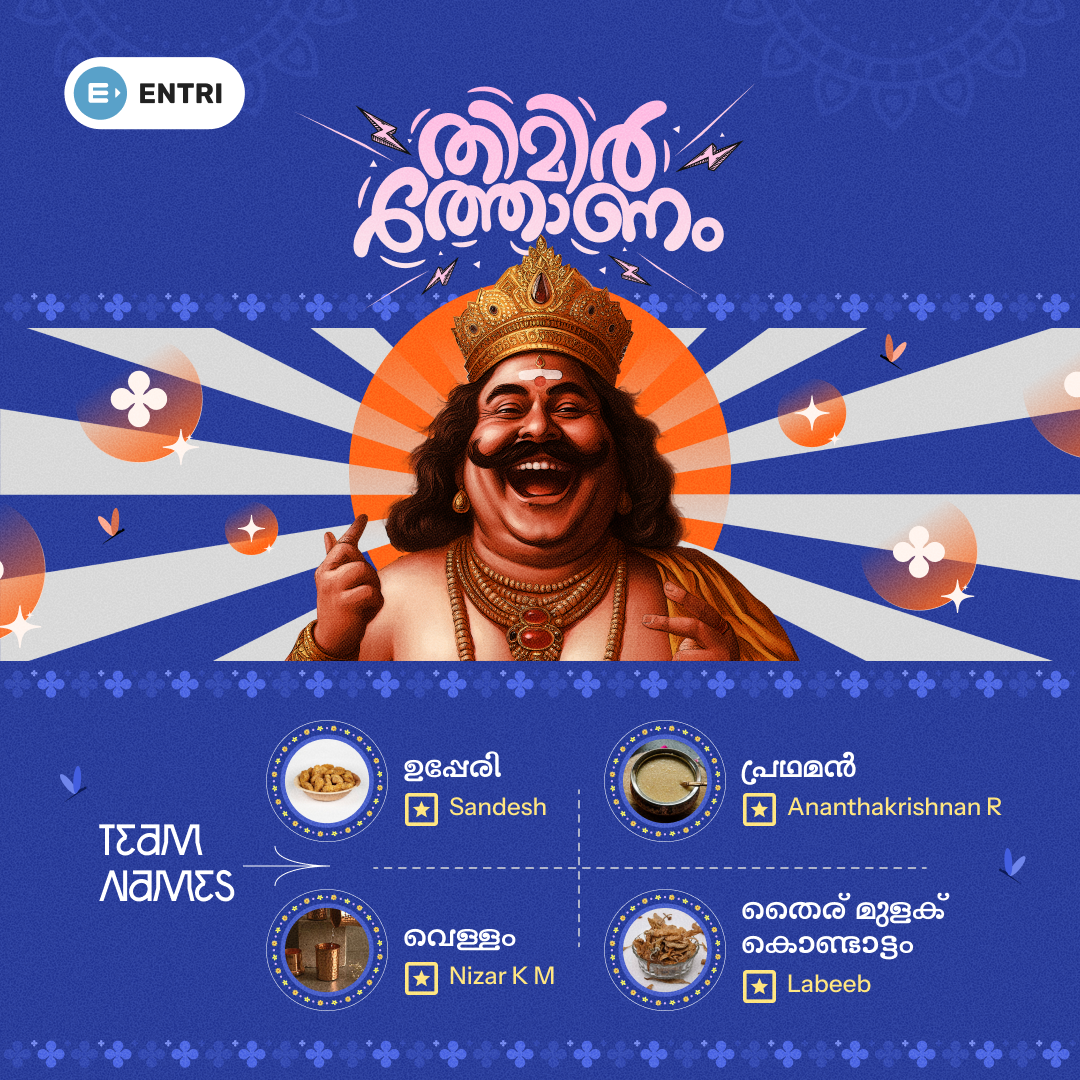 ENTRI
തിമിർ
ത്തോണം
ഉപ്പേരി
Sandesh
പ്രഥമൻ
Ananthakrishnan R
TEAM
NAMES
വെള്ളം
Nizar K M
തൈര് മുളക്
കൊണ്ടാട്ടം
Labeeb